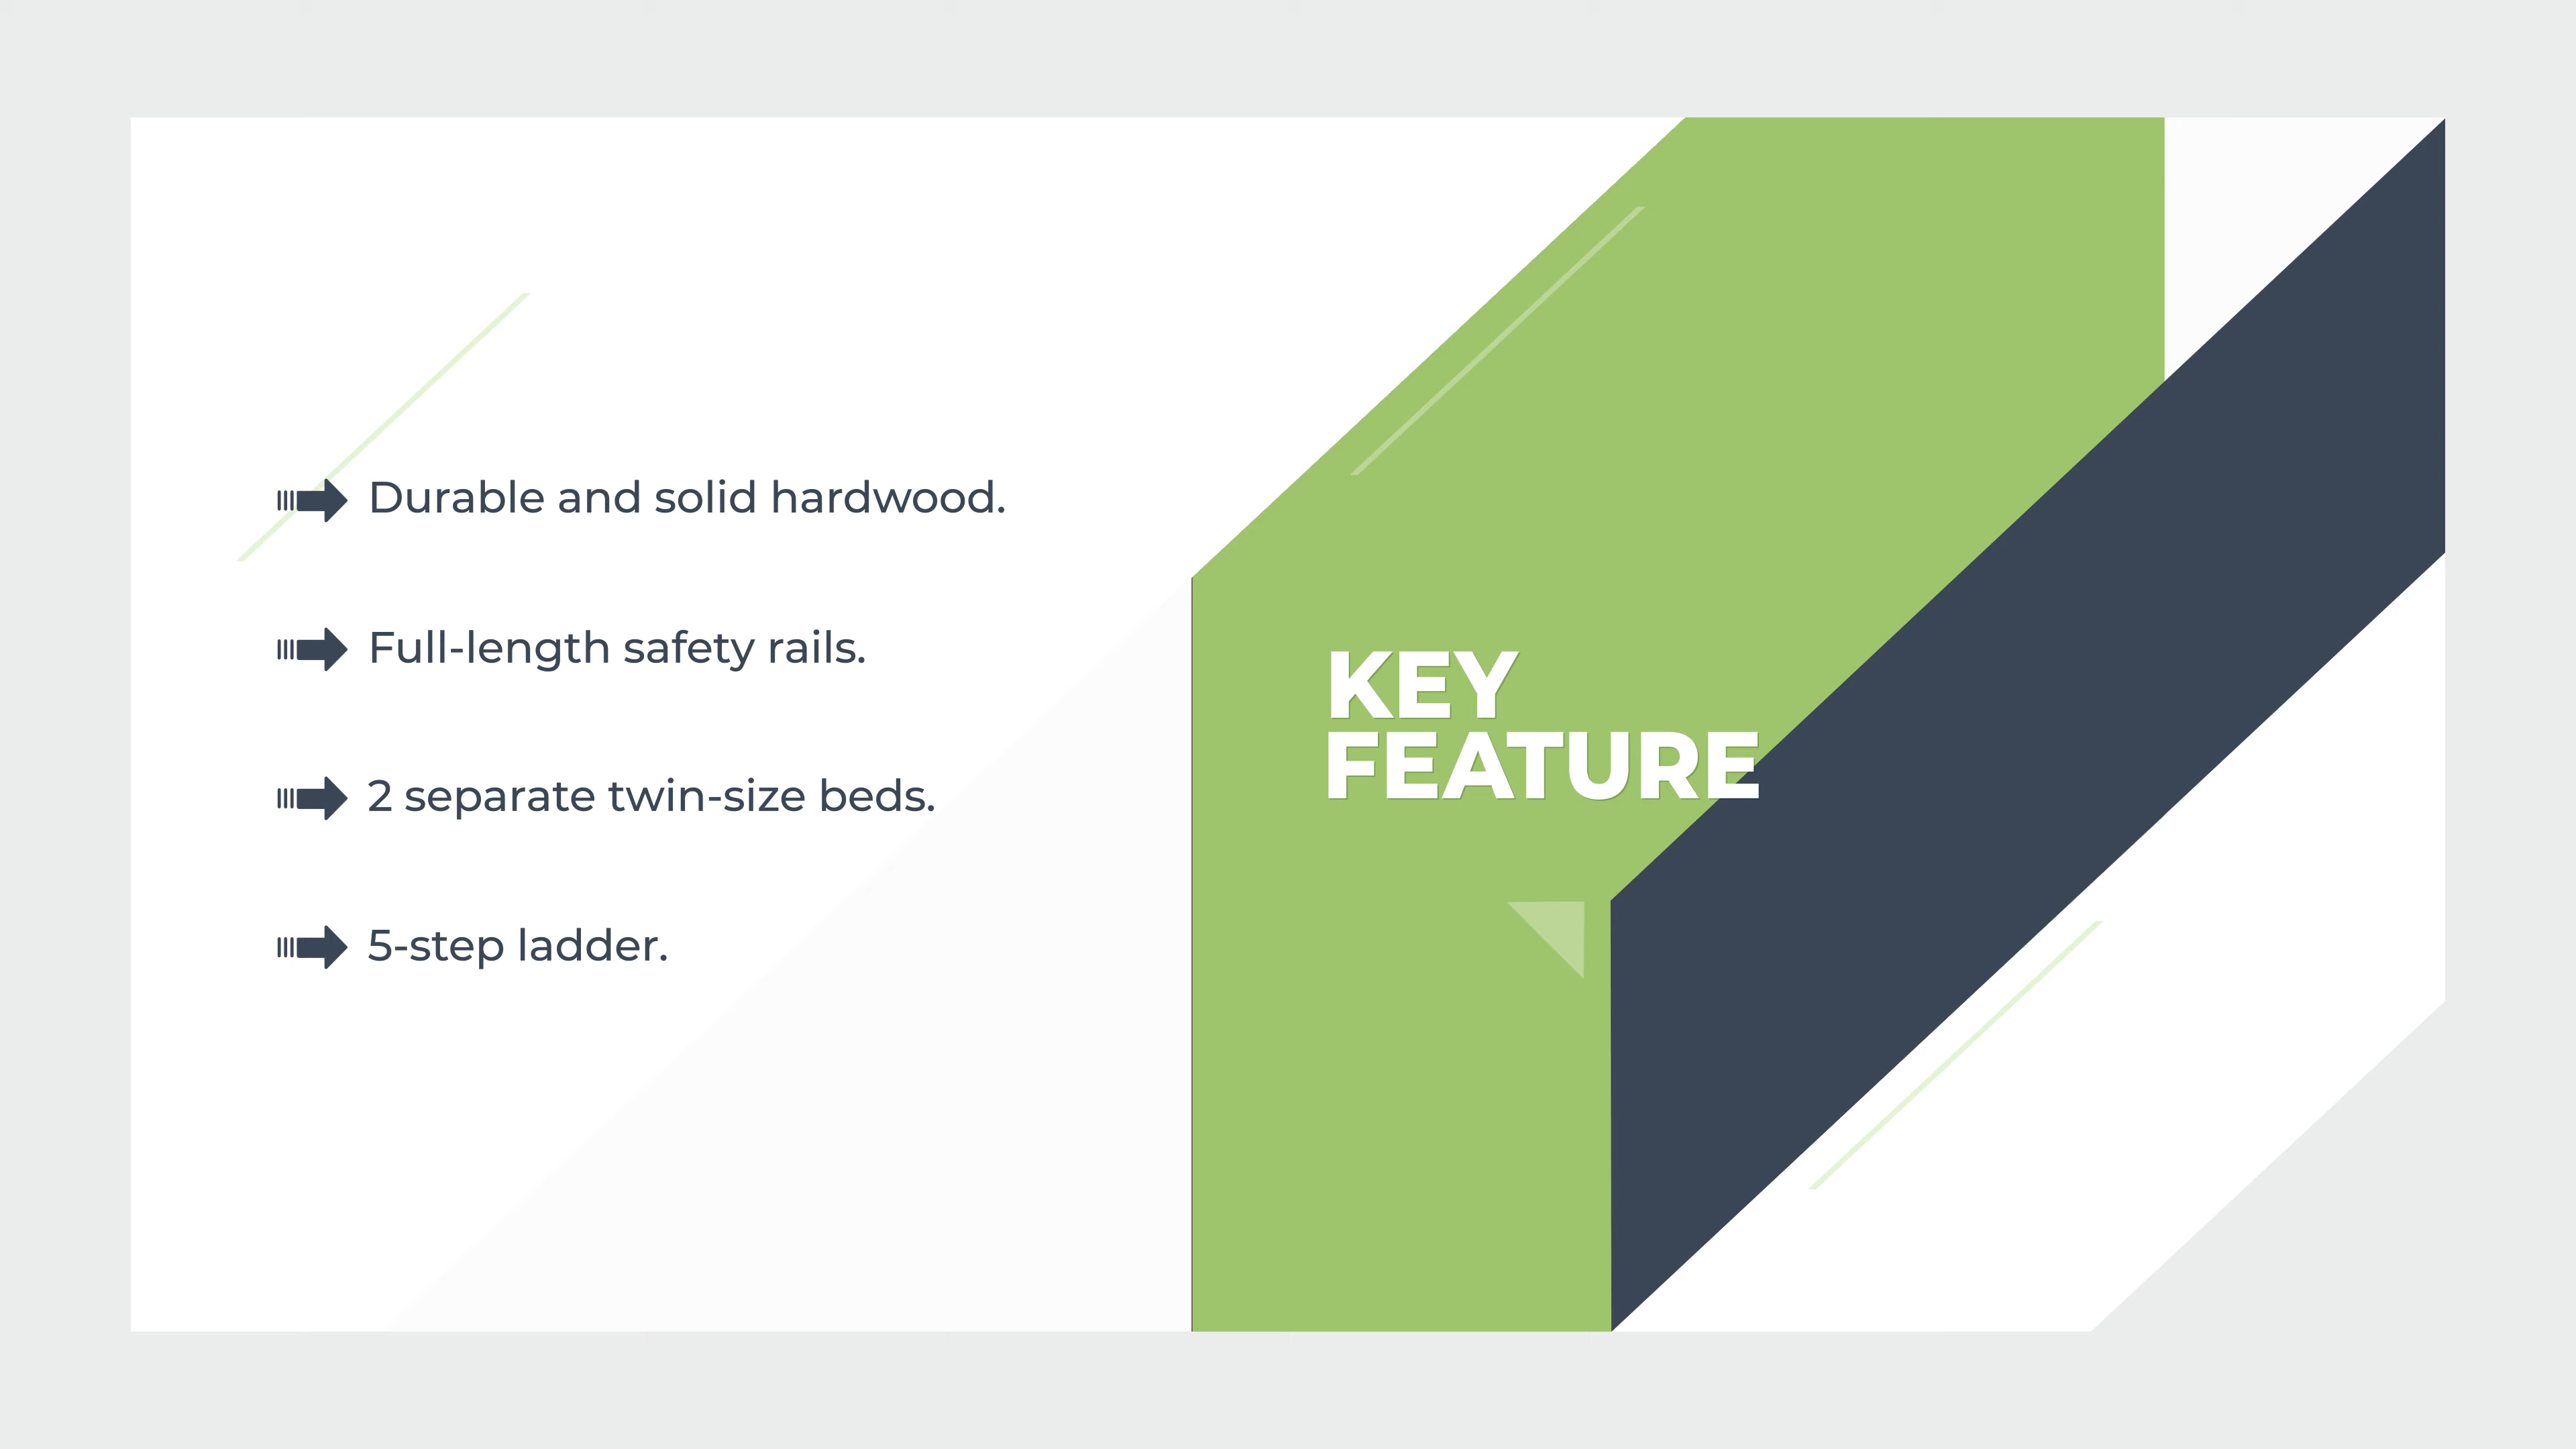 Durable and solid hardwood.
Full-length safety rails.
2 separate twin-size beds.
5-step ladder.
KEY
FEATURE